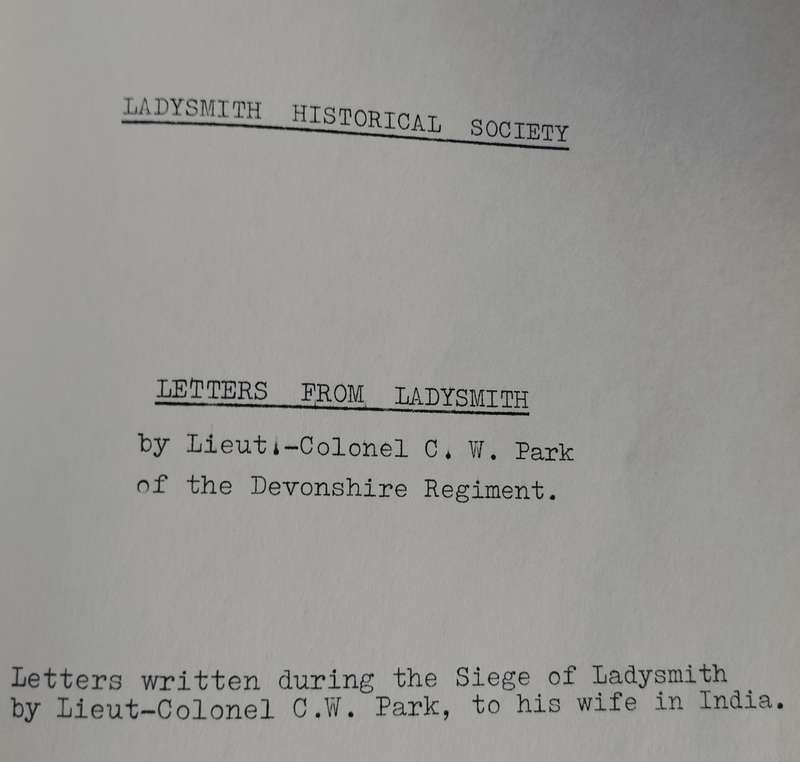 LADYSMITH HISTORICAL SOCIETY
LETTERS FROM LADYSMITH
by Lieut.-Colonel C. W. Park
of the Devonshire Regiment.
Letters written during the Siege of Ladysmith
by Lieut-Colonel C.W. Park, to his wife in India.